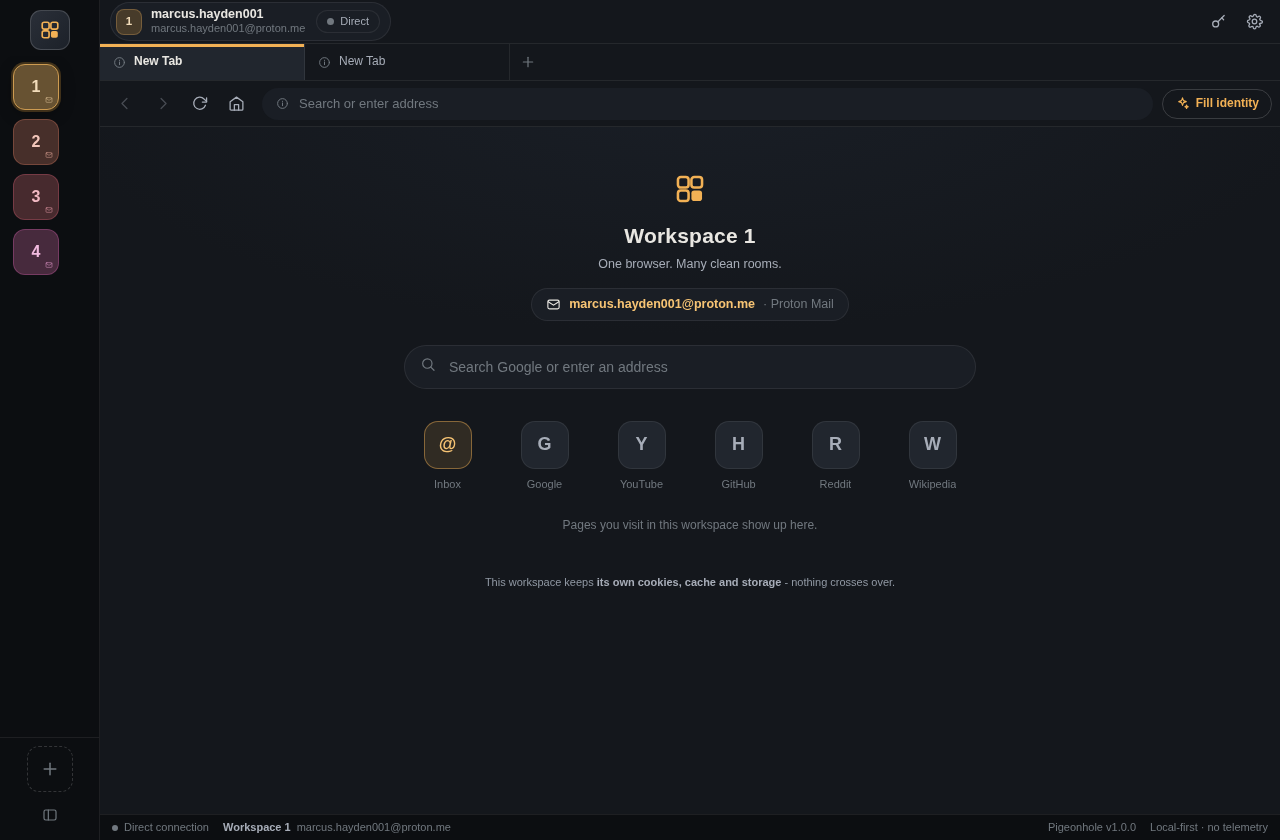 1
marcus.hayden001
marcus.hayden001@proton.me
Direct
1
2
3
4
New Tab
New Tab
Search or enter address
Fill identity
Workspace 1
One browser. Many clean rooms.
marcus.hayden001@proton.me · Proton Mail
Search Google or enter an address
@
G
Y
H
R
W
Inbox
Google
YouTube
GitHub
Reddit
Wikipedia
Pages you visit in this workspace show up here.
This workspace keeps its own cookies, cache and storage - nothing crosses over.
Direct connection
Workspace 1 marcus.hayden001@proton.me
Pigeonhole v1.0.0
Local-first · no telemetry